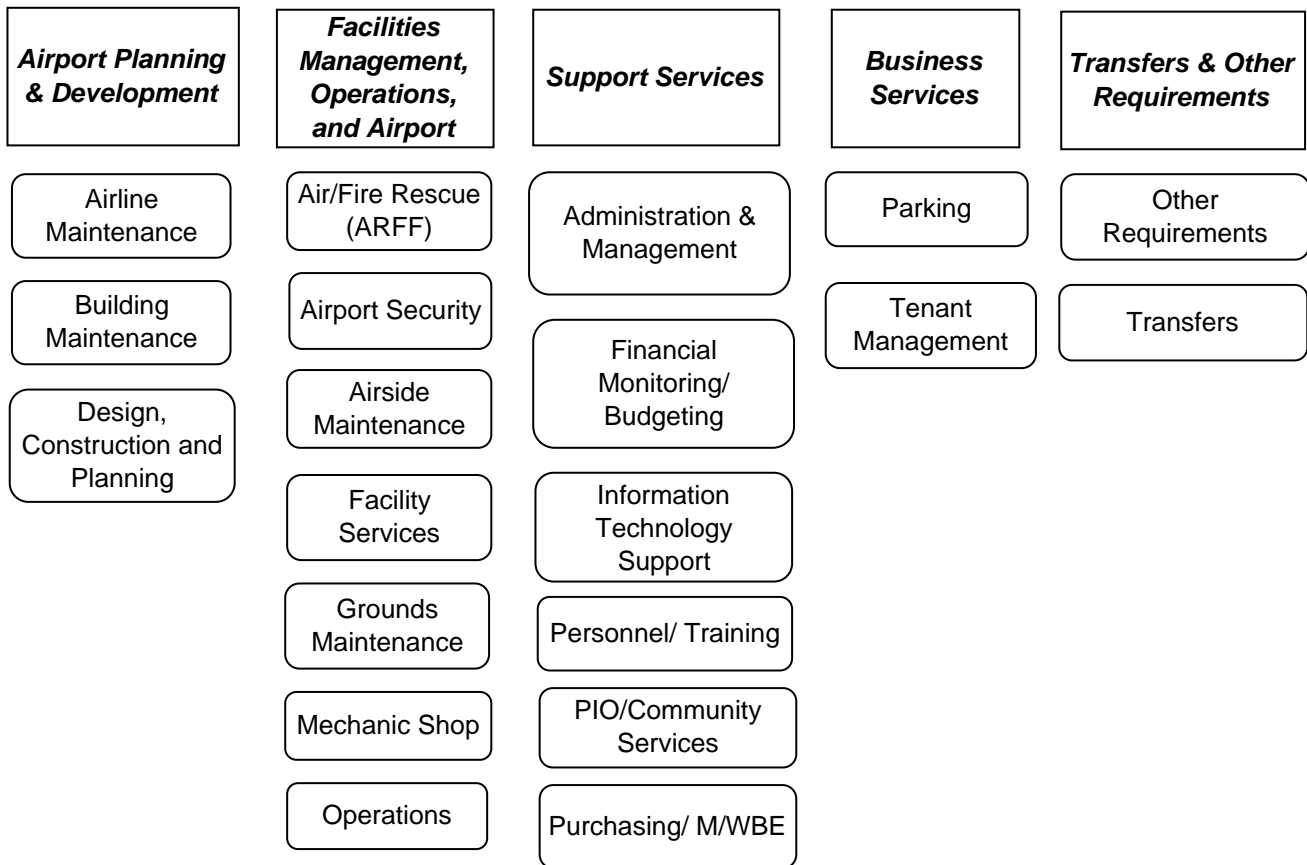 Airport Planning
& Development
Airline
Maintenance
Building
Maintenance
Design,
Construction and
Planning
Facilities
Management,
Operations,
and Airport
Air/Fire Rescue
(ARFF)
Airport Security
Airside
Maintenance
Facility
Services
Grounds
Maintenance
Mechanic Shop
Operations
Support Services
Administration &
Management
Financial
Monitoring/
Budgeting
Information
Technology
Support
Personnel/ Training
PIO/Community
Services
Purchasing/ M/WBE
Business
Services
Parking
Tenant
Management
Transfers & Other
Requirements
Other
Requirements
Transfers